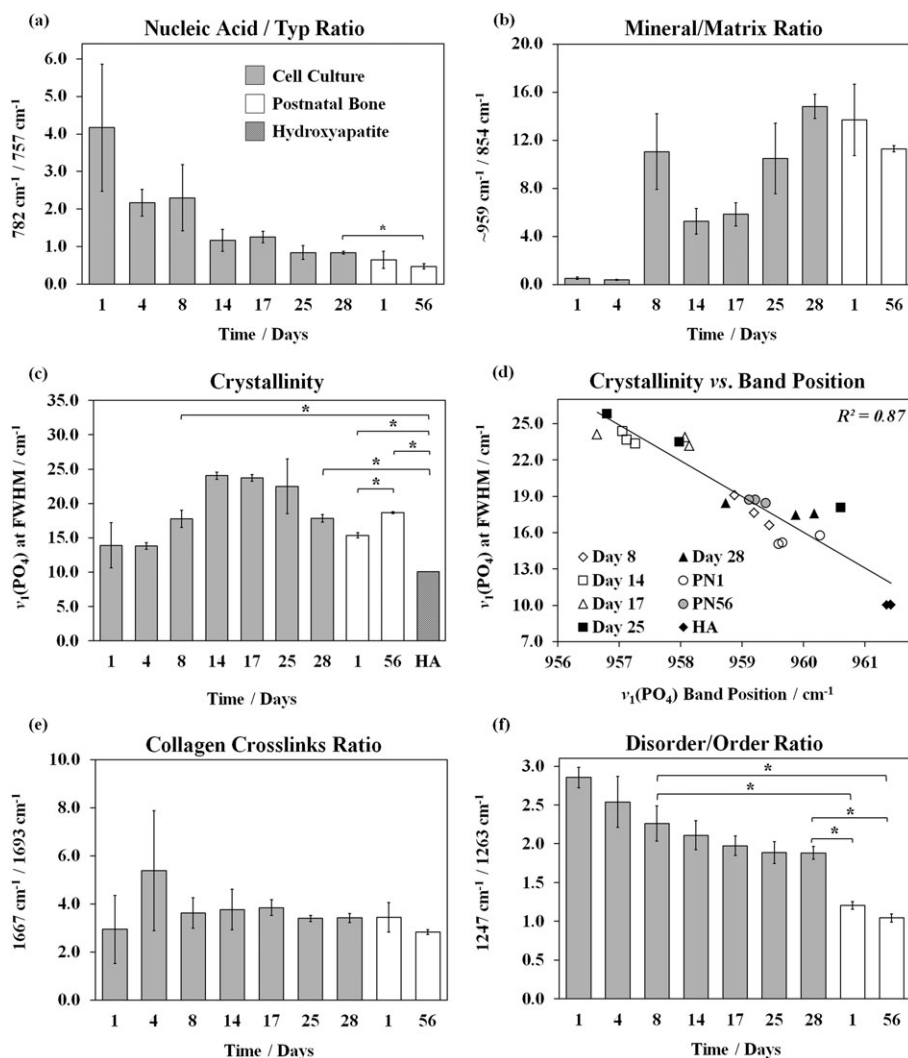 (a)
Nucleic Acid / Typ Ratio
782 cm⁻¹ / 757 cm⁻¹
6.0
5.0
4.0
3.0
2.0
1.0
0.0
Cell Culture
Postnatal Bone
Hydroxyapatite
*
1 4 8 14 17 25 28 1 56
Time / Days
(b)
Mineral/Matrix Ratio
~959 cm⁻¹ / 854 cm⁻¹
20.0
16.0
12.0
8.0
4.0
0.0
1 4 8 14 17 25 28 1 56
Time / Days
(c)
Crystallinity
ν₁(PO₄) at FWHM / cm⁻¹
35.0
30.0
25.0
20.0
15.0
10.0
5.0
0.0
*
*
*
*
*
1 4 8 14 17 25 28 1 56 HA
Time / Days
(d)
Crystallinity vs. Band Position
R² = 0.87
ν₁(PO₄) at FWHM / cm⁻¹
28.0
25.0
22.0
19.0
16.0
13.0
10.0
7.0
Day 8
Day 14
Day 17
Day 25
Day 28
PN1
PN56
HA
956 957 958 959 960 961
ν₁(PO₄) Band Position / cm⁻¹
(e)
Collagen Crosslinks Ratio
1667 cm⁻¹ / 1693 cm⁻¹
10.0
8.0
6.0
4.0
2.0
0.0
1 4 8 14 17 25 28 1 56
Time / Days
(f)
Disorder/Order Ratio
1247 cm⁻¹ / 1263 cm⁻¹
3.0
2.5
2.0
1.5
1.0
0.5
0.0
*
*
*
*
1 4 8 14 17 25 28 1 56
Time / Days